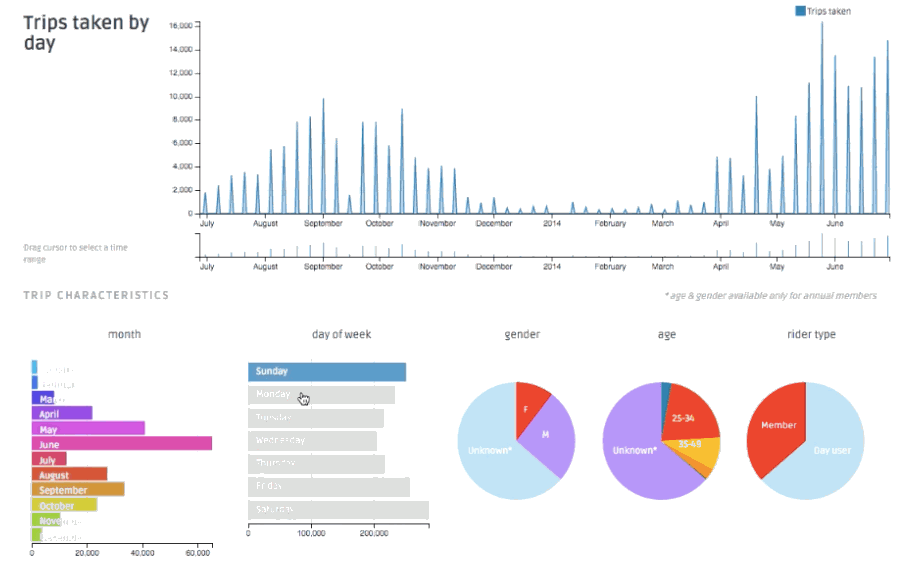 Trips taken by
day
Trips taken
16,000
14,000
12,000
10,000
8,000
6,000
4,000
2,000
0
July August September October November December 2014 February March April May June
Drag cursor to select a time
range
July August September October November December 2014 February March April May June
TRIP CHARACTERISTICS
* age & gender available only for annual members
month day of week gender age rider type
April
May
June
July
August
September
October
0 20,000 40,000 60,000
Sunday
Monday
Tuesday
Wednesday
Thursday
Friday
Saturday
0 100,000 200,000
F
M
Unknown*
25-34
35-49
Unknown*
Member
Day user